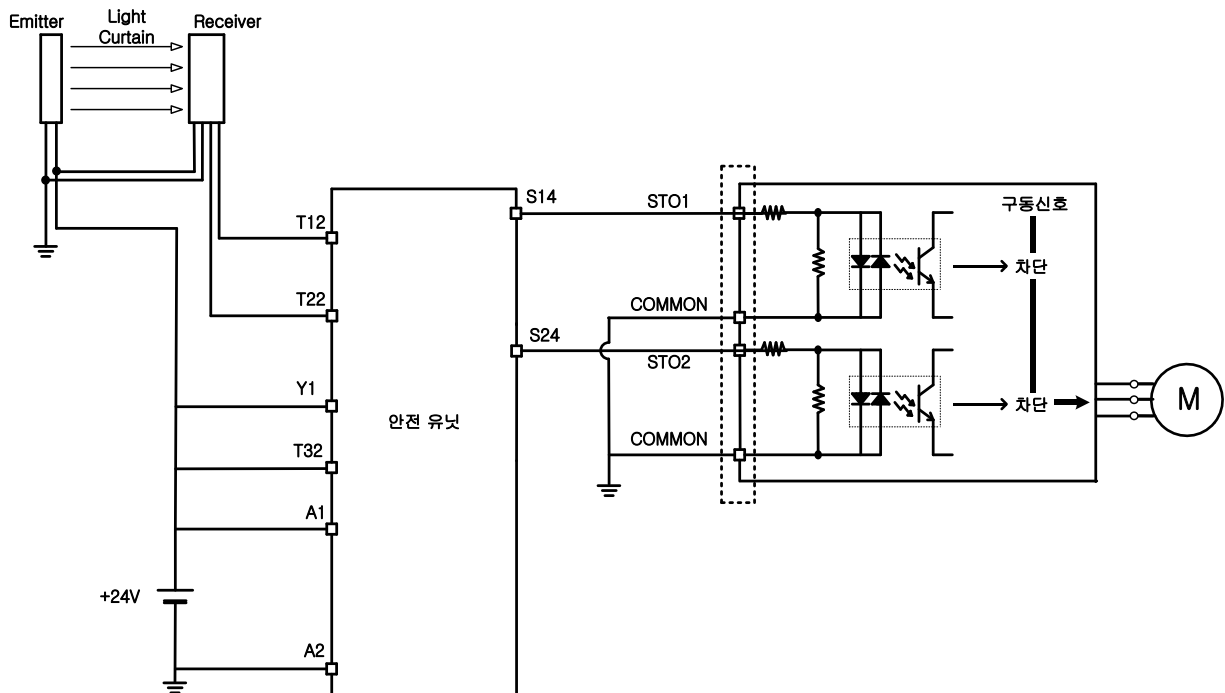 Emitter
Light
Curtain
Receiver
T12
T22
Y1
T32
A1
+24V
A2
안전 유닛
S14
S24
STO1
COMMON
STO2
COMMON
구동신호
차단
차단
M